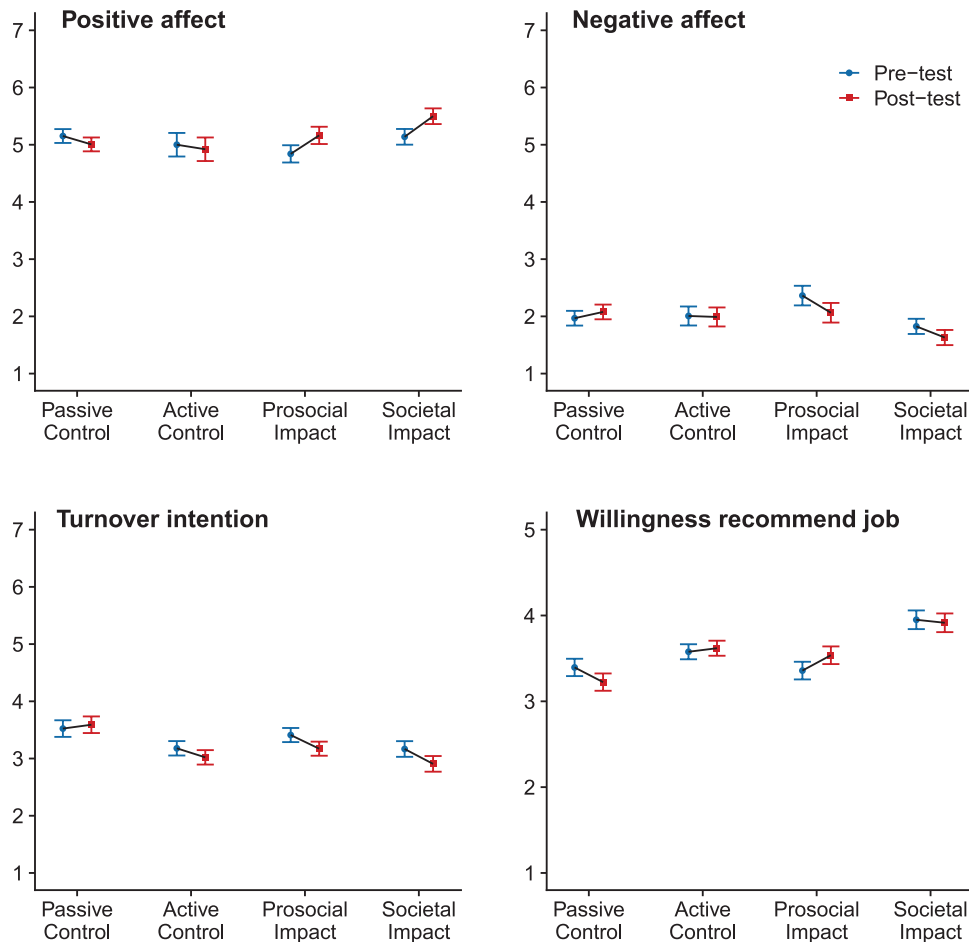 Positive affect
7
6
5
4
3
2
1
Passive Control
Active Control
Prosocial Impact
Societal Impact
Negative affect
Pre-test
Post-test
7
6
5
4
3
2
1
Passive Control
Active Control
Prosocial Impact
Societal Impact
Turnover intention
7
6
5
4
3
2
1
Passive Control
Active Control
Prosocial Impact
Societal Impact
Willingness recommend job
5
4
3
2
1
Passive Control
Active Control
Prosocial Impact
Societal Impact